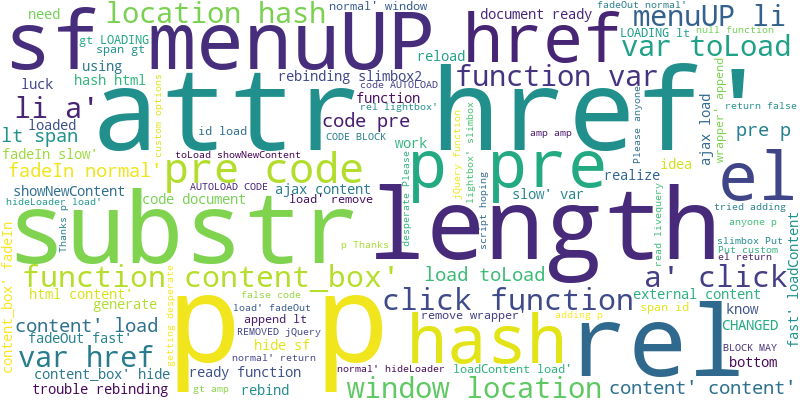 need
location hash
normal' window
document ready
fadeOut normal'
menuUP li
gt LOADING
span gt
sf menuUP href
LOADING lt
null function
var toLoad
using
hash html
reload
rebinding slimbox2
function var
luck
li a'
code AUTOLOAD
function
rel lightbox'
attr href'
custom options
loaded
id load
code pre
CODE BLOCK
amp amp
Please anyone
ajax load
wrapper' append
return false
lt span
pre p
fadeIn slow'
toLoad showNewContent
work
jQuery function
lightbox' slimbox
idea
fadeIn normal'
pre code
p pre
realize
el
showNewContent
AUTOLOAD CODE
ajax content
slow' var
desperate Please
hideLoader load'
code document
load' remove
script hoping
read livequery
tried adding
Thanks p
substr
length
anyone p
p Thanks
slimbox Put
Put custom
el return
content_box' fadeIn
function content_box'
load toLoad
a' click
fast' loadContent
getting desperate
html content'
generate
false code
p p
click function
external content
load' fadeOut
span id
know
content' load
append lt
remove wrapper
adding p
CHANGED
fadeOut fast'
REMOVED jQuery
hash
rel
var href
hide sf
BLOCK MAY
normal' return
bottom
content_box' hide
ready function
normal' hideLoader
loadContent load'
trouble rebinding
gt amp
rebind
window location
content' content'